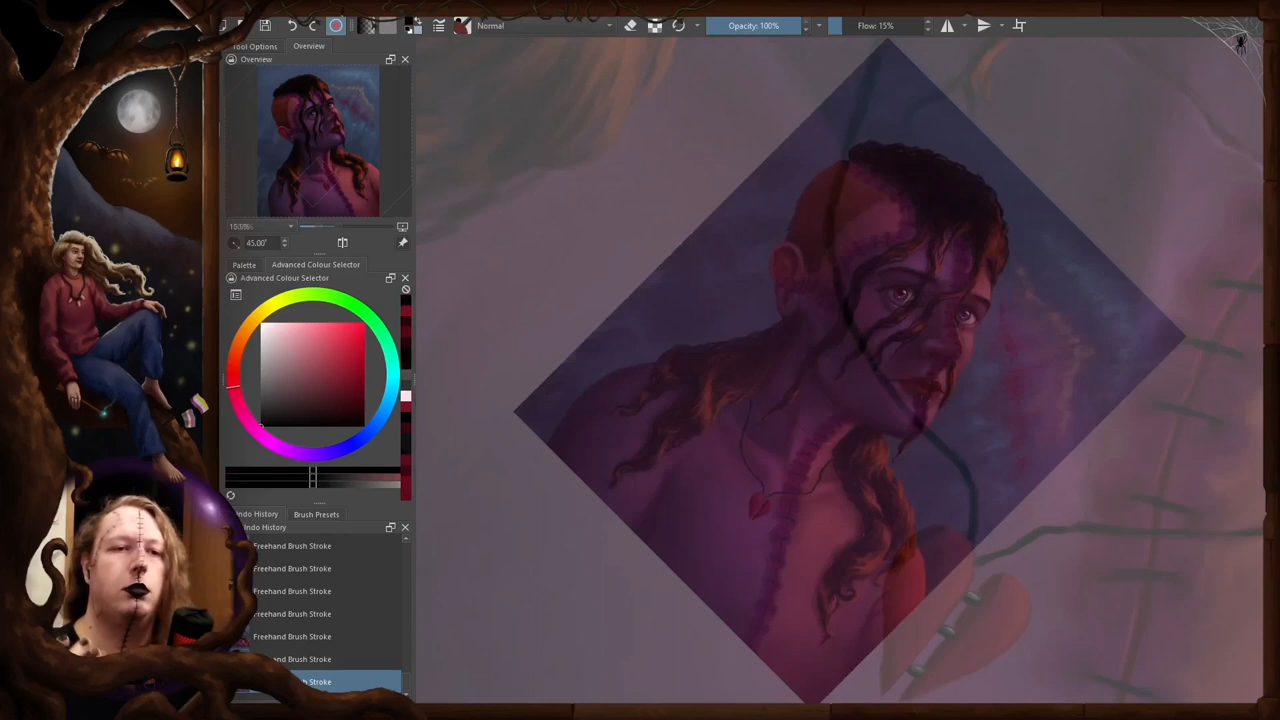 Normal
Opacity: 100%
Flow: 15%
Tool Options
Overview
Overview
45.00°
Palette
Advanced Colour Selector
Advanced Colour Selector
Undo History
Brush Presets
Undo History
Freehand Brush Stroke
Freehand Brush Stroke
Freehand Brush Stroke
Freehand Brush Stroke
Freehand Brush Stroke
Freehand Brush Stroke
Stroke